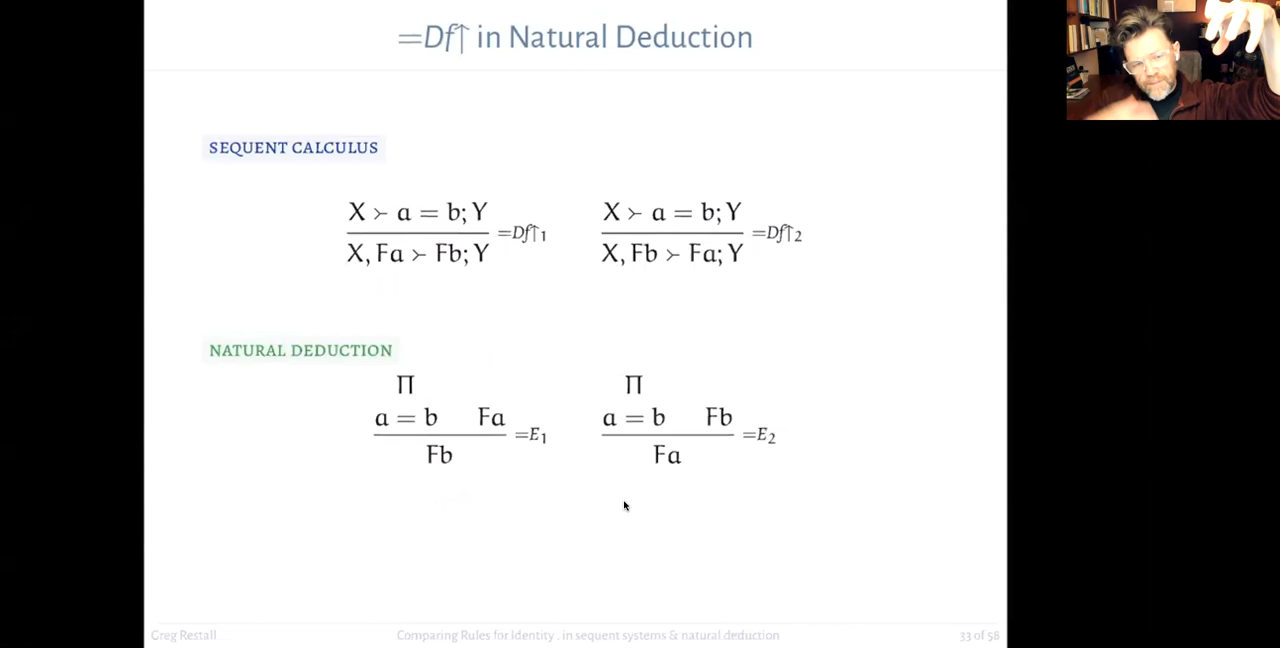 =Df↑ in Natural Deduction
SEQUENT CALCULUS
X ≻ a = b; Y
X, Fa ≻ Fb; Y
=Df↑1
X ≻ a = b; Y
X, Fb ≻ Fa; Y
=Df↑2
NATURAL DEDUCTION
Π
a = b Fa
Fb
=E1
Π
a = b Fb
Fa
=E2
Greg Restall
Comparing Rules for Identity . in sequent systems & natural deduction
33 of 58